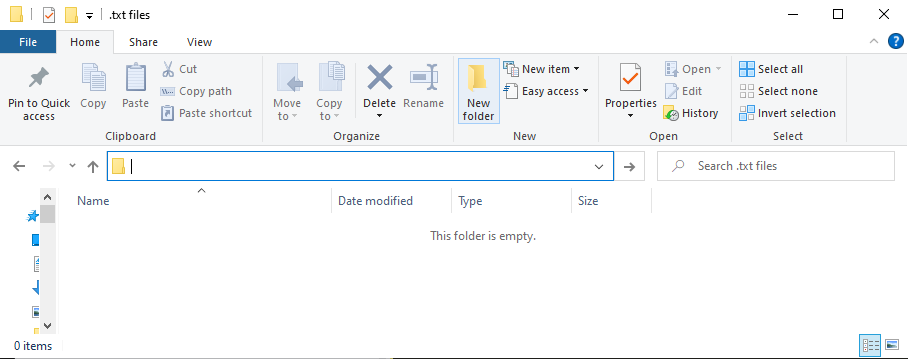 .txt files
File Home Share View
Pin to Quick access
Copy
Paste
Cut
Copy path
Paste shortcut
Clipboard
Move to
Copy to
Delete
Rename
Organize
New folder
New item
Easy access
New
Properties
Open
Edit
History
Open
Select all
Select none
Invert selection
Select
Search .txt files
Name Date modified Type Size
This folder is empty.
0 items